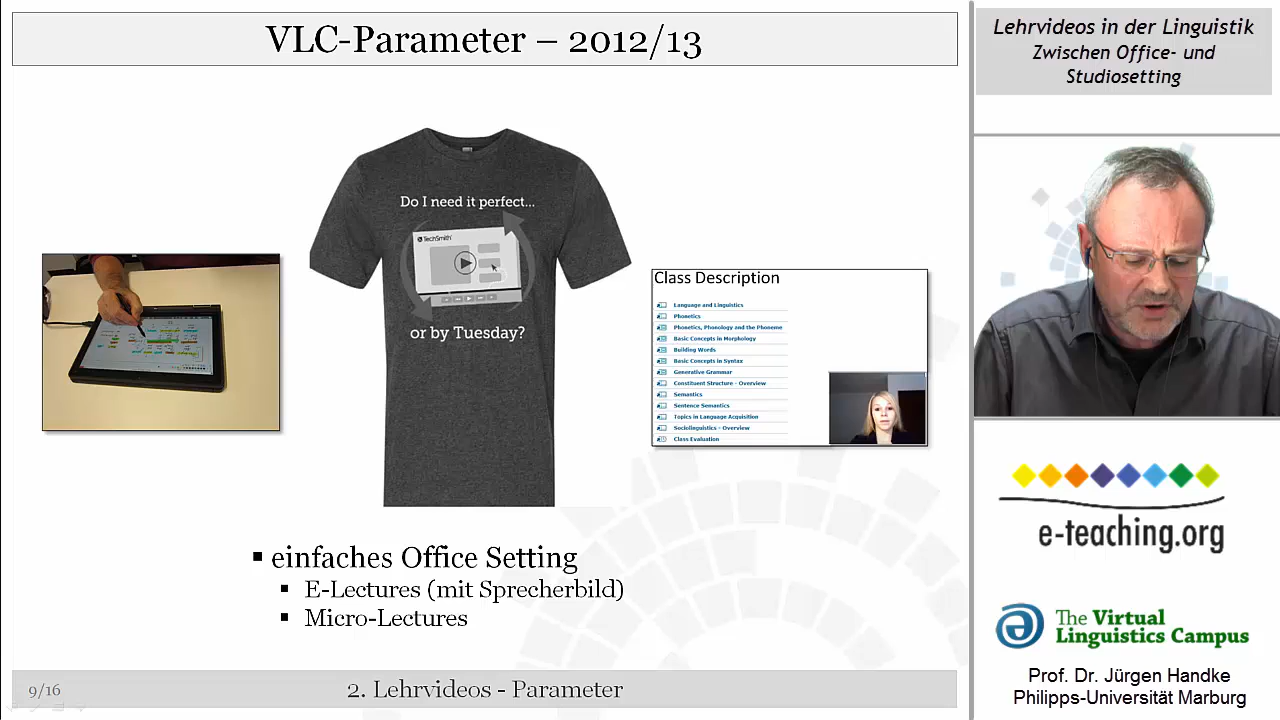 VLC-Parameter – 2012/13
Do I need it perfect...
TechSmith
or by Tuesday?
Class Description
Language and Linguistics
Phonetics
Phonetics, Phonology and the Phoneme
Basic Concepts in Morphology
Building Words
Basic Concepts in Syntax
Generative Grammar
Constituent Structure - Overview
Semantics
Sentence Semantics
Topics in Language Acquisition
Sociolinguistics - Overview
Class Evaluation
einfaches Office Setting
E-Lectures (mit Sprecherbild)
Micro-Lectures
9/16
2. Lehrvideos - Parameter
Lehrvideos in der Linguistik
Zwischen Office- und
Studiosetting
e-teaching.org
The Virtual
Linguistics Campus
Prof. Dr. Jürgen Handke
Philipps-Universität Marburg